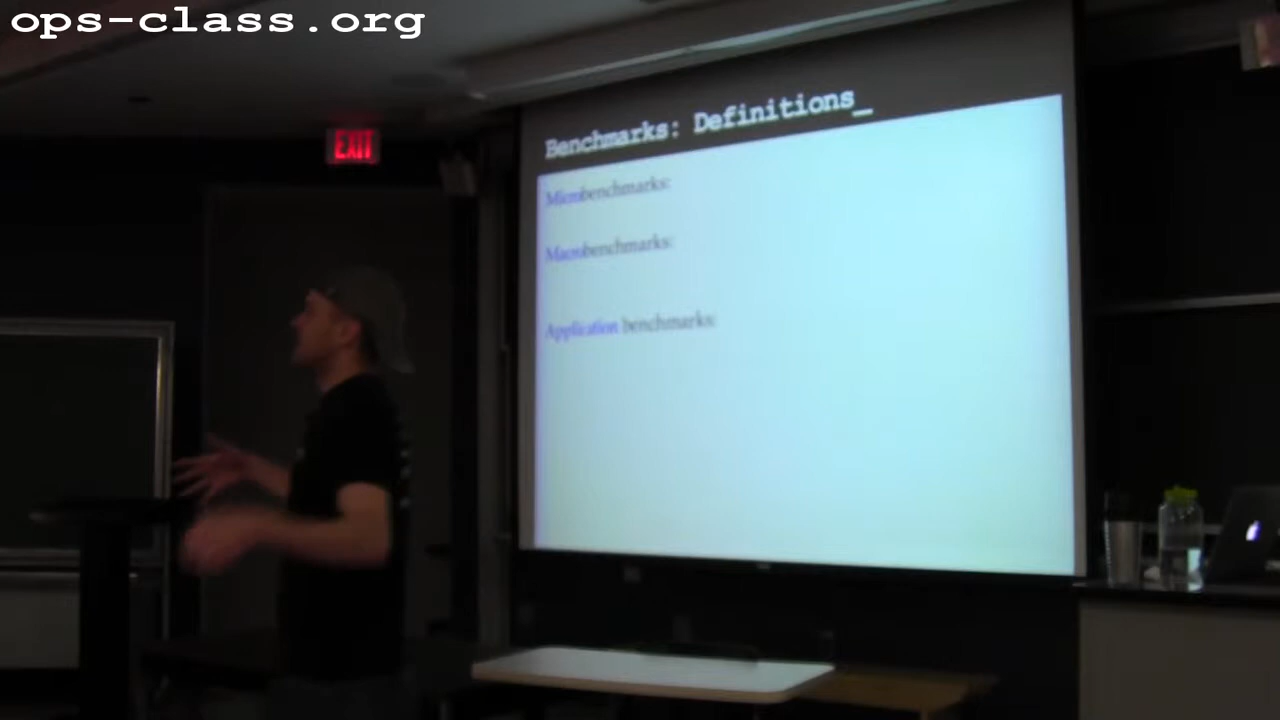 ops-class.org
EXIT
Benchmarks: Definitions_
Microbenchmarks:
Macrobenchmarks:
Application benchmarks: